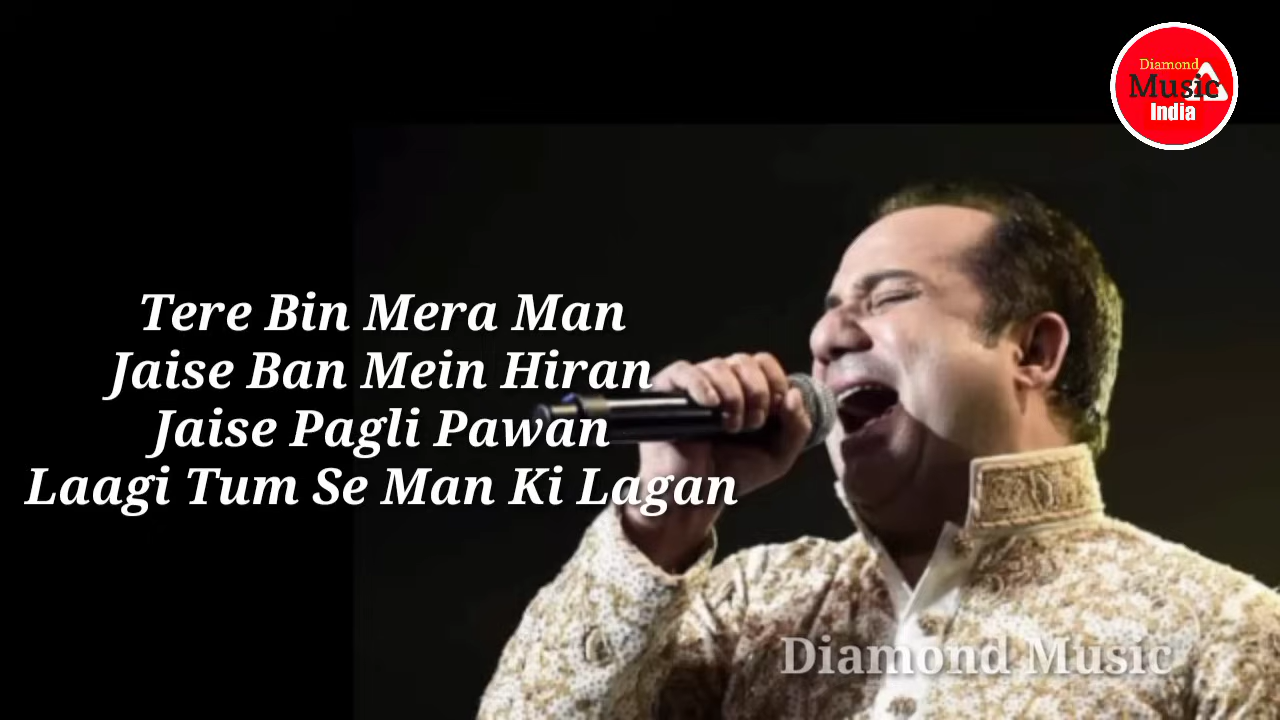 Diamond
Music
India
Tere Bin Mera Man
Jaise Ban Mein Hiran
Jaise Pagli Pawan
Laagi Tum Se Man Ki Lagan
Diamond Music